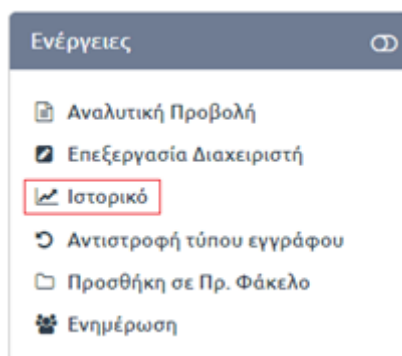 Ενέργειες
Αναλυτική Προβολή
Επεξεργασία Διαχειριστή
Ιστορικό
Αντιστροφή τύπου εγγράφου
Προσθήκη σε Πρ. Φάκελο
Ενημέρωση